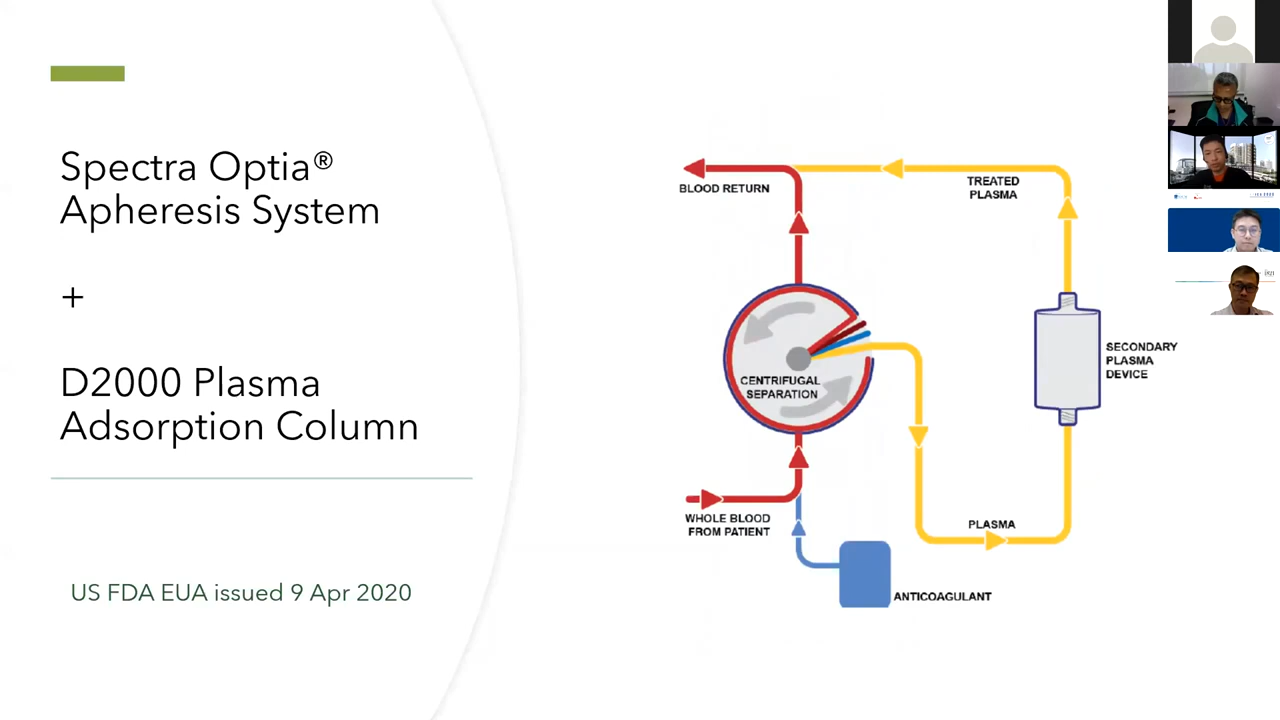 Spectra Optia®
Apheresis System
+
D2000 Plasma
Adsorption Column
US FDA EUA issued 9 Apr 2020
BLOOD RETURN
TREATED
PLASMA
CENTRIFUGAL
SEPARATION
SECONDARY
PLASMA
DEVICE
WHOLE BLOOD
FROM PATIENT
PLASMA
ANTICOAGULANT